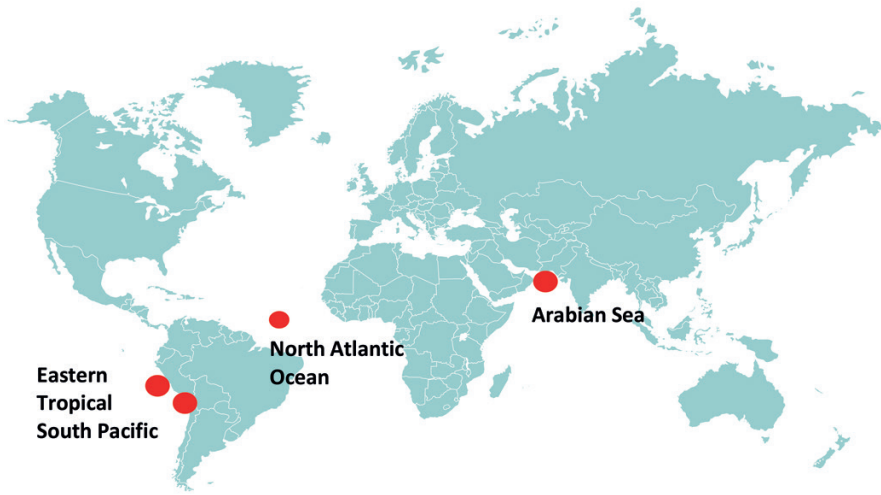 Arabian Sea
North Atlantic
Ocean
Eastern
Tropical
South Pacific